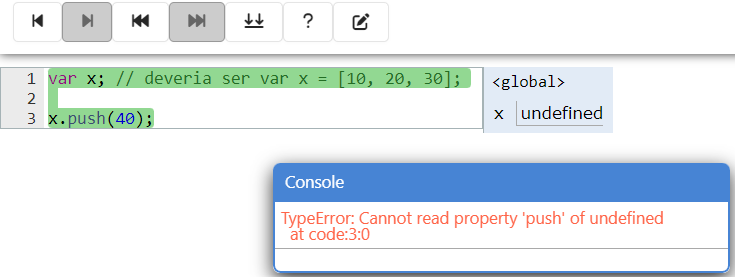 ?
1 var x; // deveria ser var x = [10, 20, 30];
2
3 x.push(40);
<global>
x undefined
Console
TypeError: Cannot read property 'push' of undefined
at code:3:0